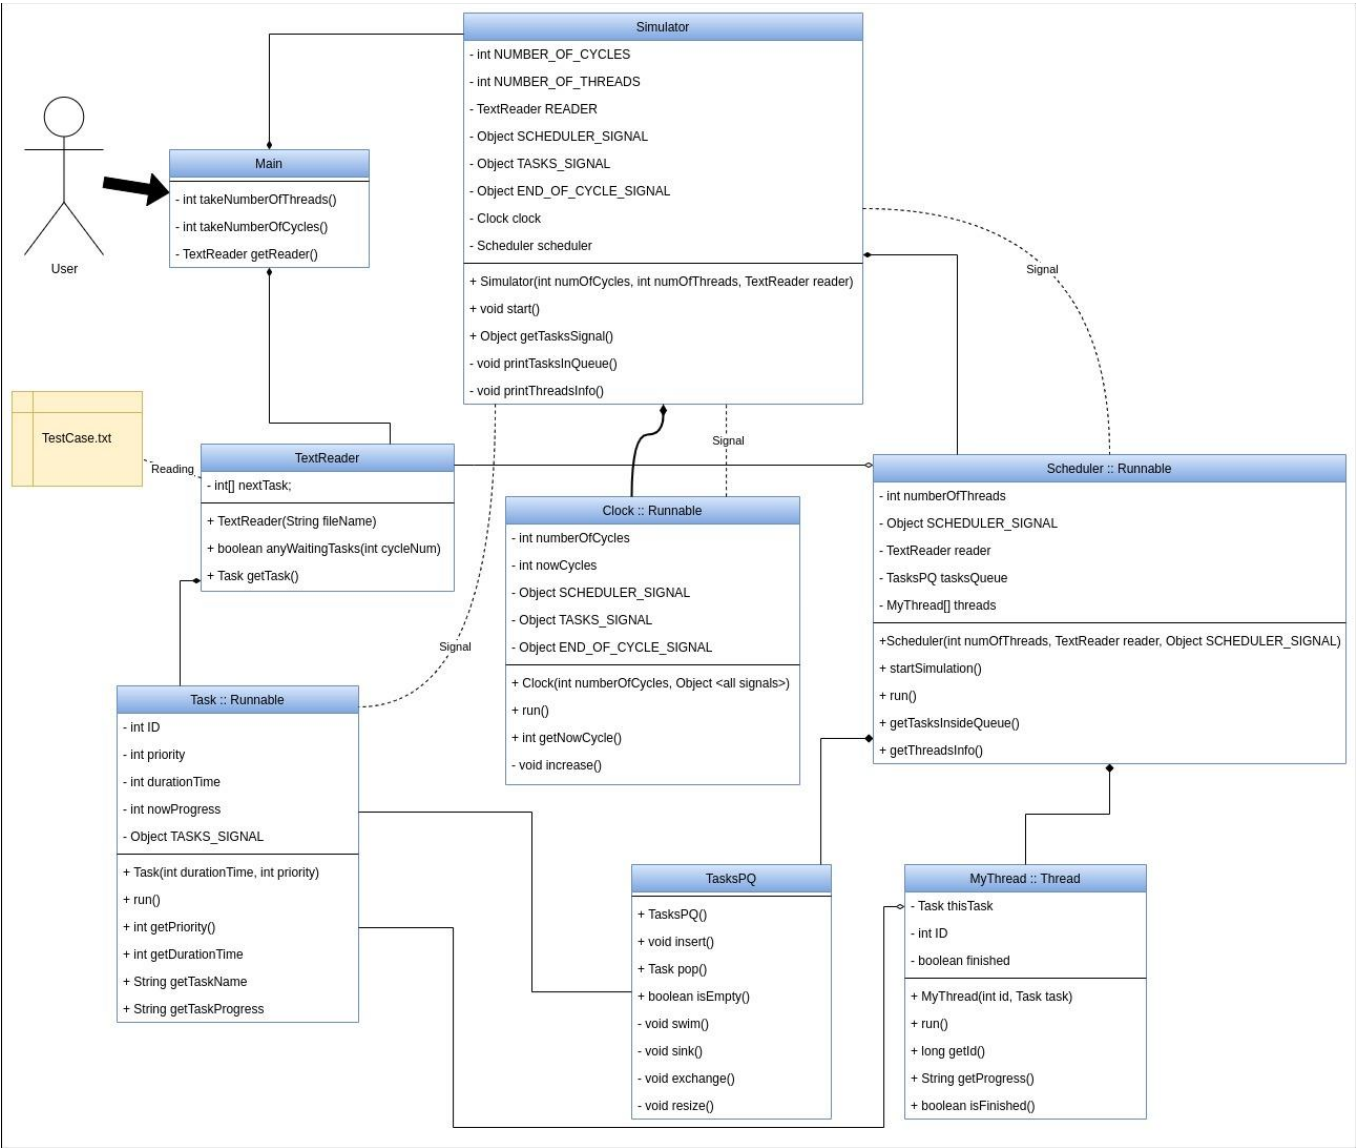 Simulator
- int NUMBER_OF_CYCLES
- int NUMBER_OF_THREADS
- TextReader READER
- Object SCHEDULER_SIGNAL
- Object TASKS_SIGNAL
- Object END_OF_CYCLE_SIGNAL
- Clock clock
- Scheduler scheduler
+ Simulator(int numOfCycles, int numOfThreads, TextReader reader)
+ void start()
+ Object getTasksSignal()
- void printTasksInQueue()
- void printThreadsInfo()
User
Main
- int takeNumberOfThreads()
- int takeNumberOfCycles()
- TextReader getReader()
Signal
TestCase.txt
Reading
TextReader
- int[] nextTask;
+ TextReader(String fileName)
+ boolean anyWaitingTasks(int cycleNum)
+ Task getTask()
Signal
Signal
Clock :: Runnable
- int numberOfCycles
- int nowCycles
- Object SCHEDULER_SIGNAL
- Object TASKS_SIGNAL
- Object END_OF_CYCLE_SIGNAL
+ Clock(int numberOfCycles, Object <all signals>)
+ run()
+ int getNowCycle()
- void increase()
Scheduler :: Runnable
- int numberOfThreads
- Object SCHEDULER_SIGNAL
- TextReader reader
- TasksPQ tasksQueue
- MyThread[] threads
+Scheduler(int numOfThreads, TextReader reader, Object SCHEDULER_SIGNAL)
+ startSimulation()
+ run()
+ getTasksInsideQueue()
+ getThreadsInfo()
Task :: Runnable
- int ID
- int priority
- int durationTime
- int nowProgress
- Object TASKS_SIGNAL
+ Task(int durationTime, int priority)
+ run()
+ int getPriority()
+ int getDurationTime
+ String getTaskName
+ String getTaskProgress
TasksPQ
+ TasksPQ()
+ void insert()
+ Task pop()
+ boolean isEmpty()
- void swim()
- void sink()
- void exchange()
- void resize()
MyThread :: Thread
- Task thisTask
- int ID
- boolean finished
+ MyThread(int id, Task task)
+ run()
+ long getId()
+ String getProgress()
+ boolean isFinished()